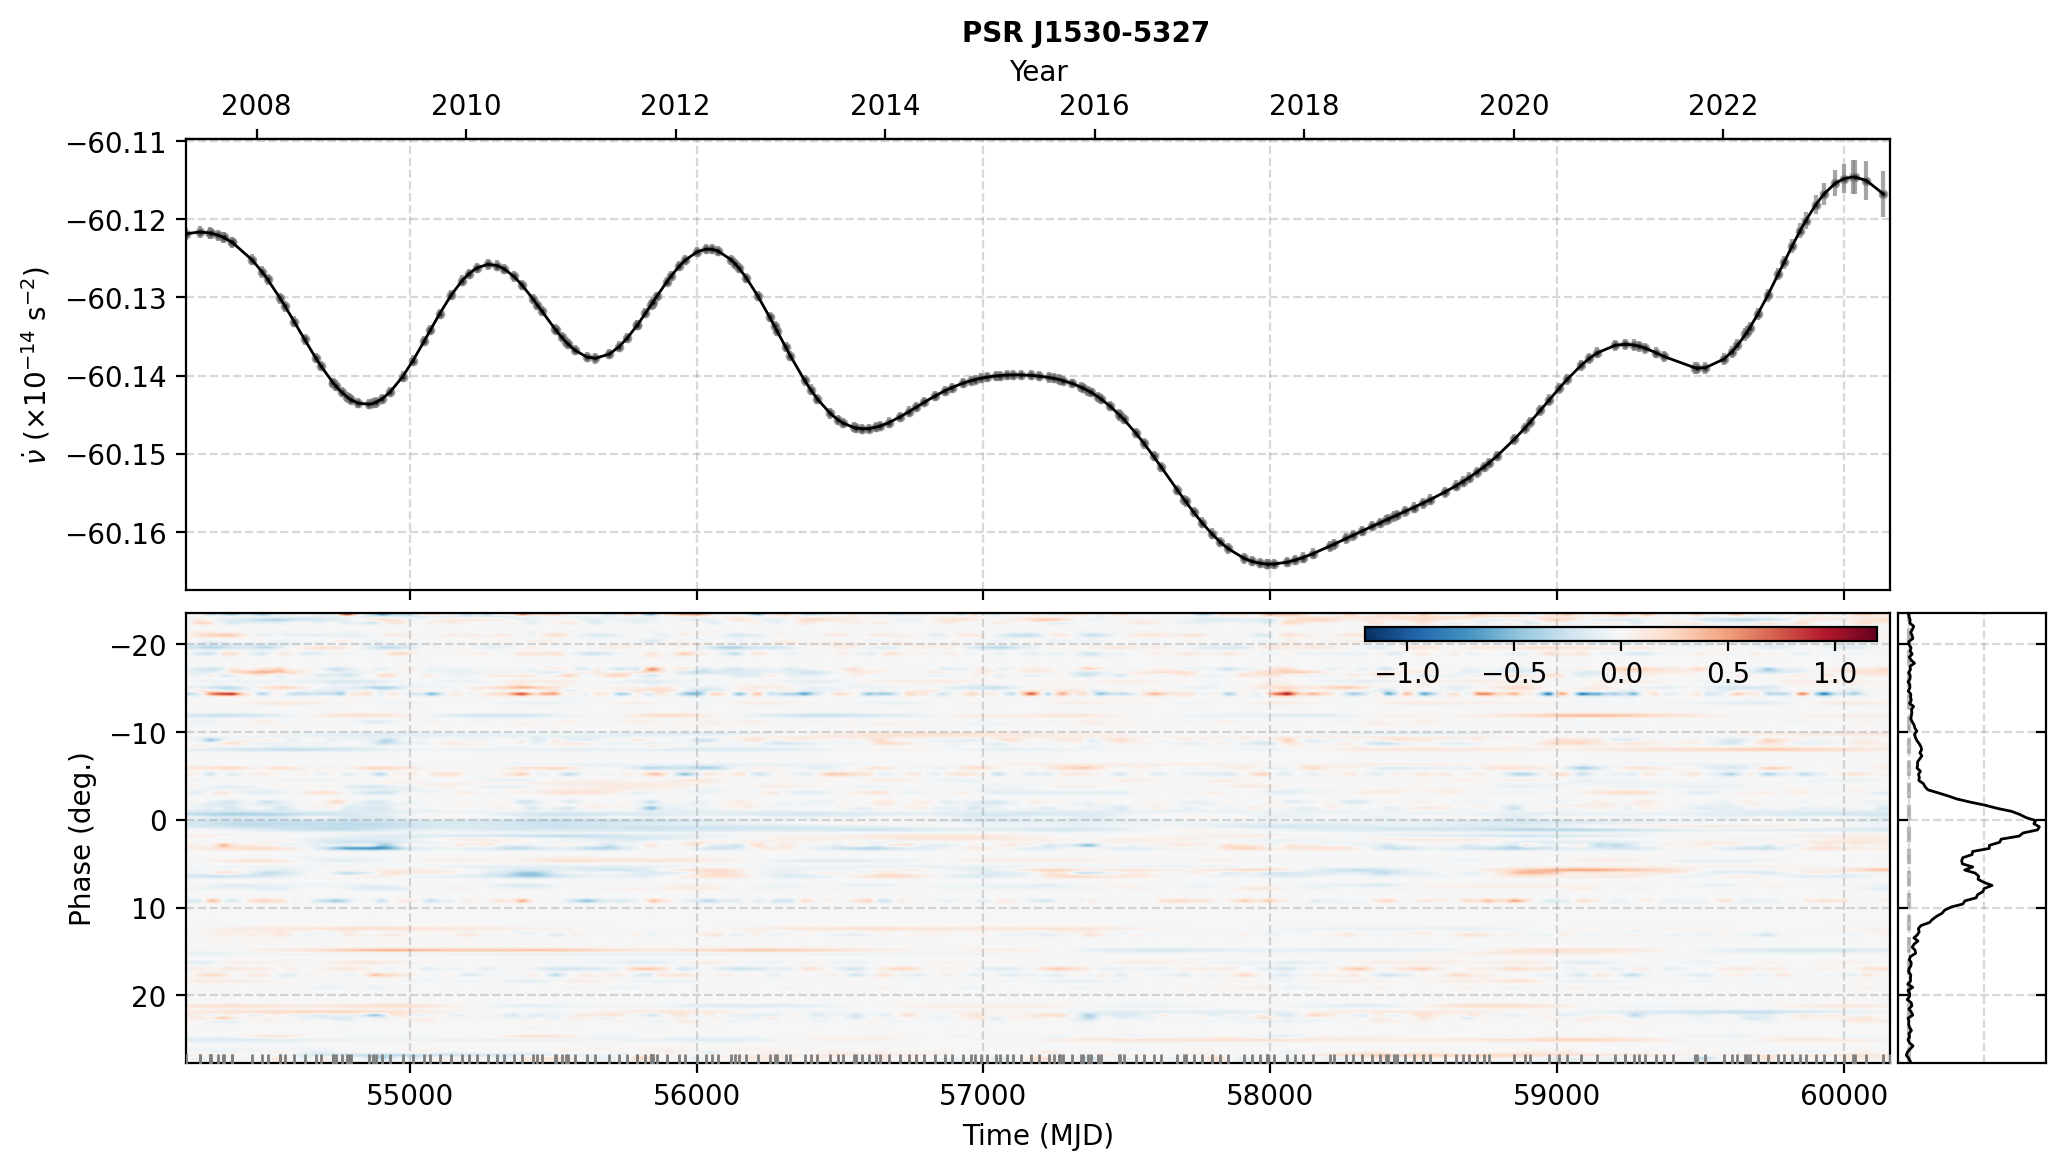 PSR J1530-5327
Year
2008 2010 2012 2014 2016 2018 2020 2022
−60.11
−60.12
−60.13
−60.14
−60.15
−60.16
ν̇ (×10⁻¹⁴ s⁻²)
−1.0 −0.5 0.0 0.5 1.0
−20
−10
0
10
20
Phase (deg.)
55000 56000 57000 58000 59000 60000
Time (MJD)